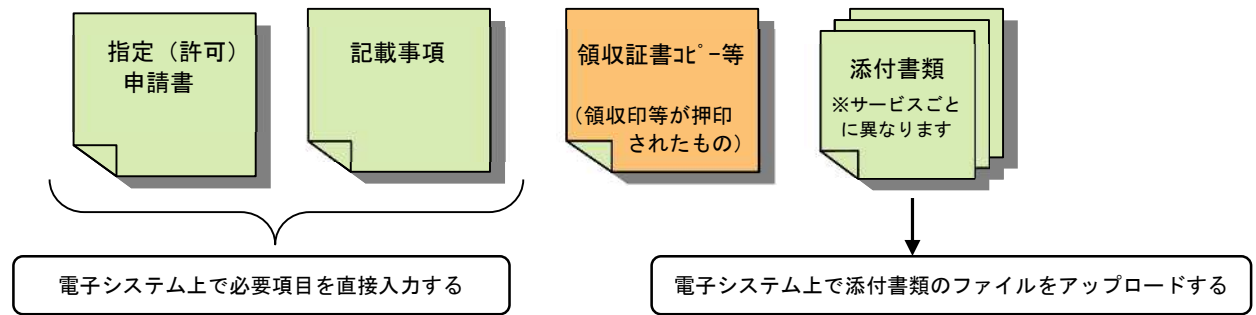 指定（許可）
申請書
記載事項
領収証書ｺﾋﾟｰ等
（領収印等が押印
されたもの）
添付書類
※サービスごと
に異なります
電子システム上で必要項目を直接入力する
電子システム上で添付書類のファイルをアップロードする